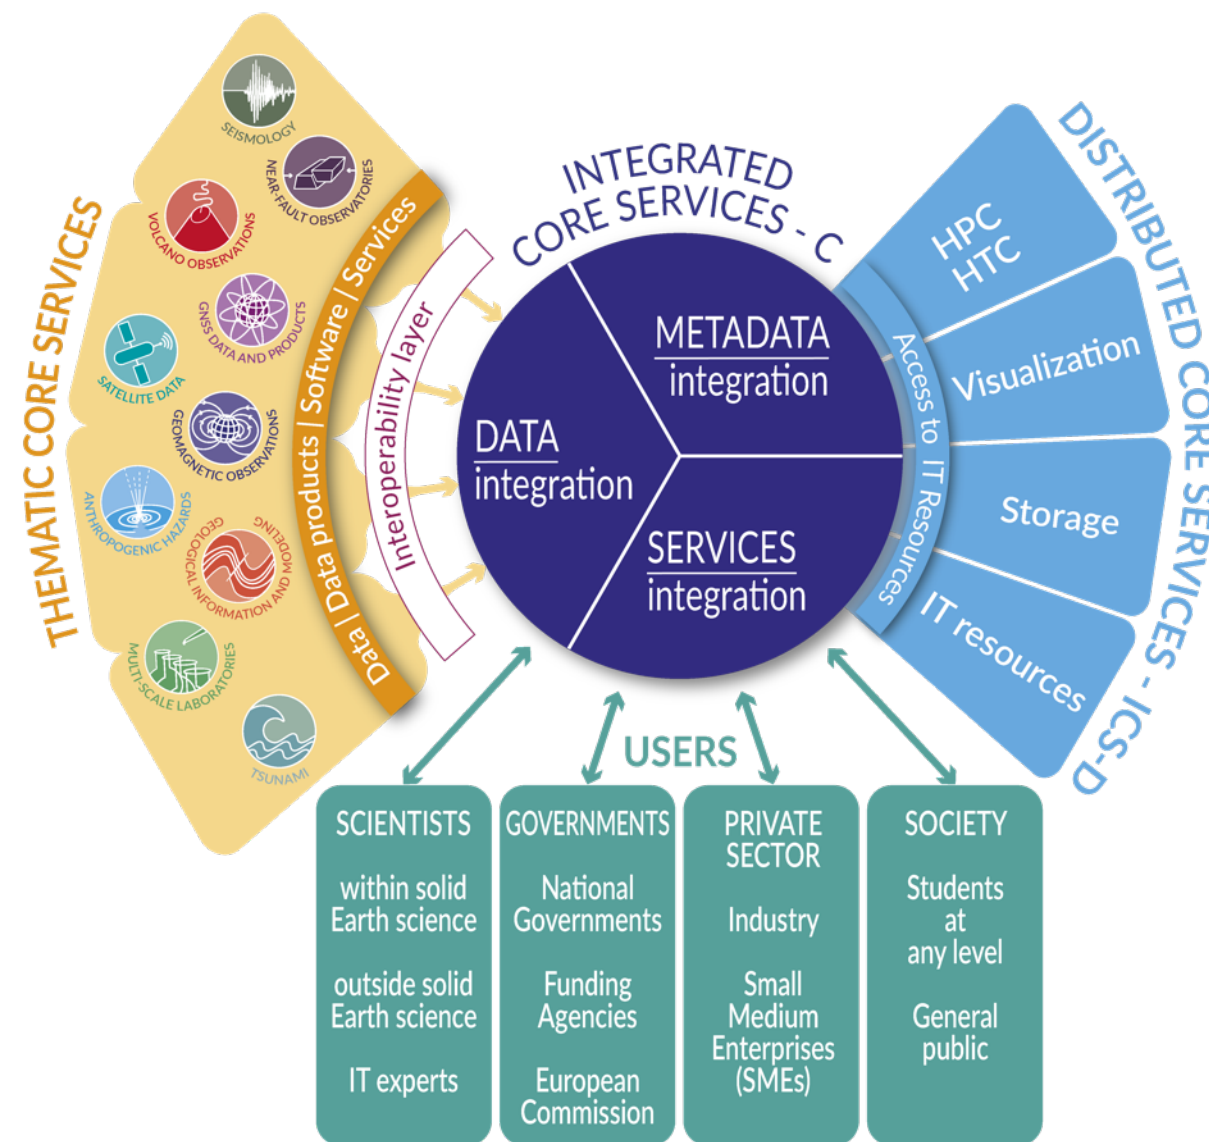 THEMATIC CORE SERVICES
SEISMOLOGY
NEAR-FAULT OBSERVATORIES
VOLCANO OBSERVATIONS
GNSS DATA AND PRODUCTS
SATELLITE DATA
GEOMAGNETIC OBSERVATIONS
ANTHROPOGENIC HAZARDS
GEOLOGICAL INFORMATION AND MODELING
MULTI-SCALE LABORATORIES
TSUNAMI
Data | Data products | Software | Services
Interoperability layer
INTEGRATED
CORE SERVICES - C
DATA
integration
METADATA
integration
SERVICES
integration
Access to IT Resources
HPC
HTC
Visualization
Storage
IT resources
DISTRIBUTED CORE SERVICES - ICS-D
USERS
SCIENTISTS
within solid
Earth science
outside solid
Earth science
IT experts
GOVERNMENTS
National
Governments
Funding
Agencies
European
Commission
PRIVATE
SECTOR
Industry
Small
Medium
Enterprises
(SMEs)
SOCIETY
Students
at
any level
General
public